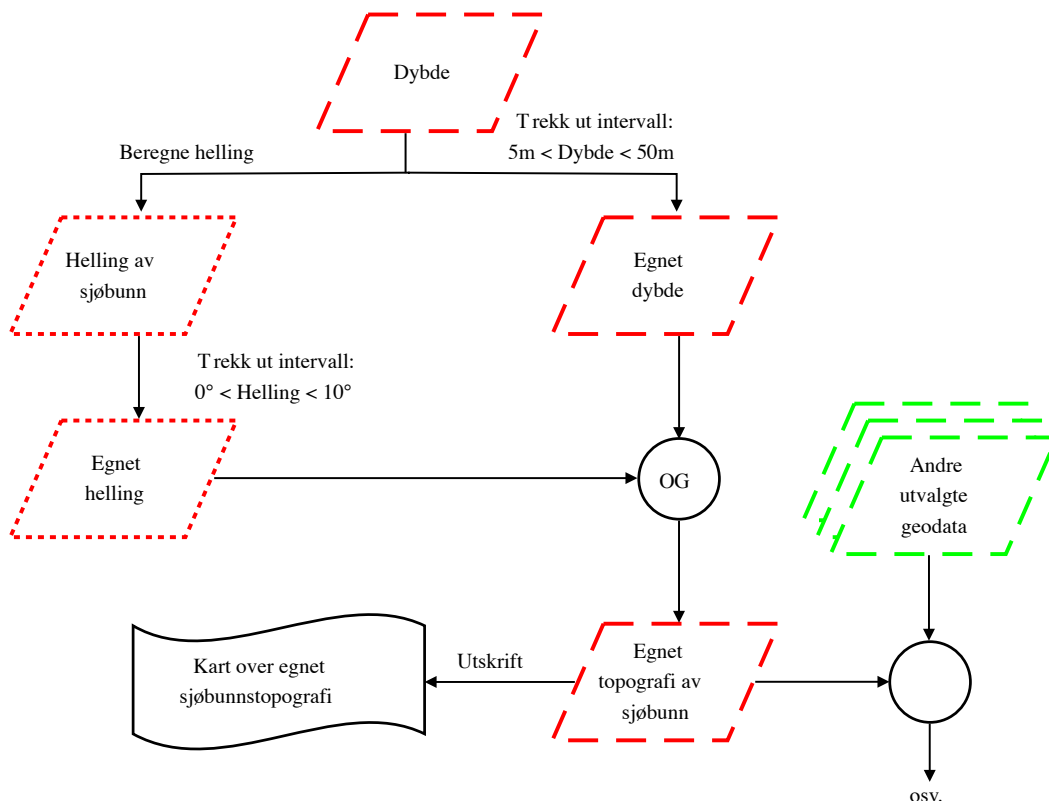 Dybde
Trekk ut intervall:
5m < Dybde < 50m
Beregne helling
Helling av
sjøbunn
Egnet
dybde
Trekk ut intervall:
0° < Helling < 10°
Egnet
helling
OG
Andre
utvalgte
geodata
Kart over egnet
sjøbunnstopografi
Utskrift
Egnet
topografi av
sjøbunn
osv.